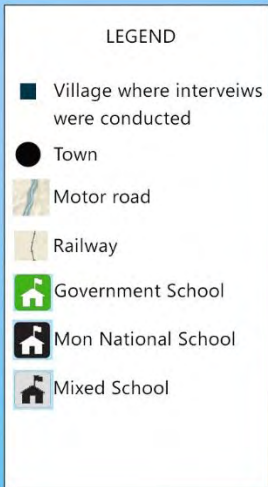 LEGEND
Village where interveiws
were conducted
Town
Motor road
Railway
Government School
Mon National School
Mixed School